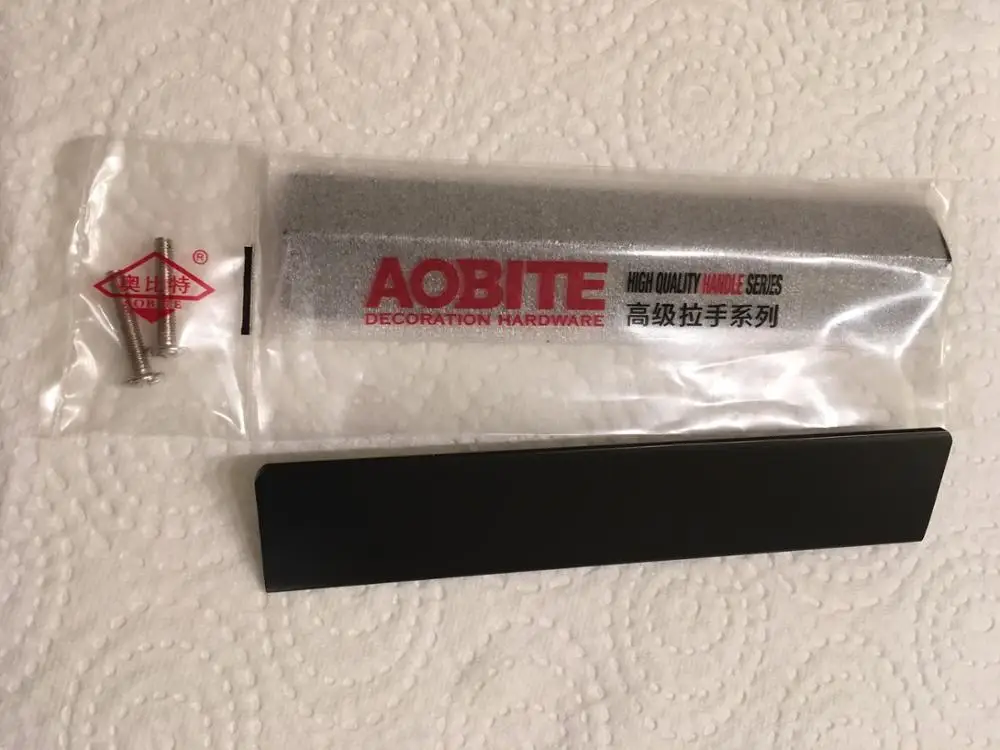 奥比特
®
AOBITE
AOBITE
DECORATION HARDWARE
HIGH QUALITY HANDLE SERIES
高级拉手系列